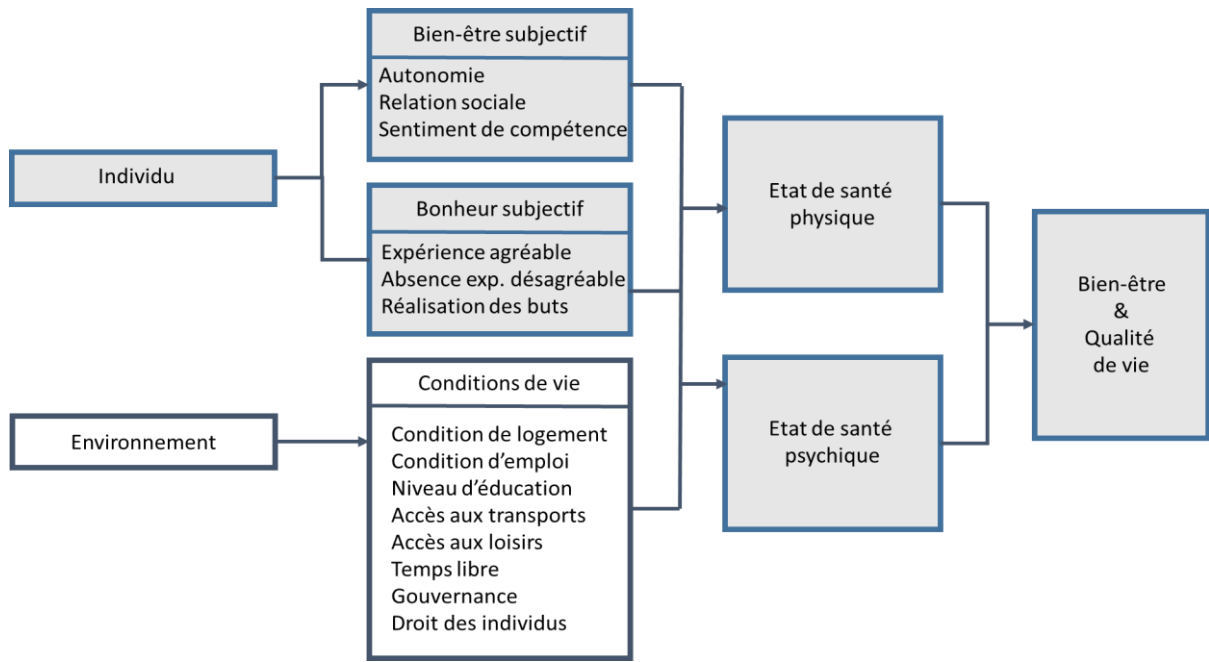 Individu
Bien-être subjectif
Autonomie
Relation sociale
Sentiment de compétence
Bonheur subjectif
Expérience agréable
Absence exp. désagréable
Réalisation des buts
Environnement
Conditions de vie
Condition de logement
Condition d’emploi
Niveau d’éducation
Accès aux transports
Accès aux loisirs
Temps libre
Gouvernance
Droit des individus
Etat de santé
physique
Etat de santé
psychique
Bien-être
&
Qualité
de vie